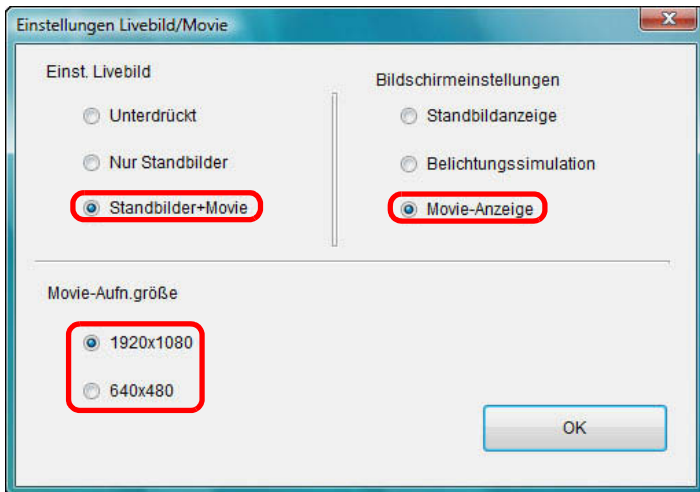 Einstellungen Livebild/Movie
Einst. Livebild
Unterdrückt
Nur Standbilder
Standbilder+Movie
Bildschirmeinstellungen
Standbildanzeige
Belichtungssimulation
Movie-Anzeige
Movie-Aufn.größe
1920x1080
640x480
OK